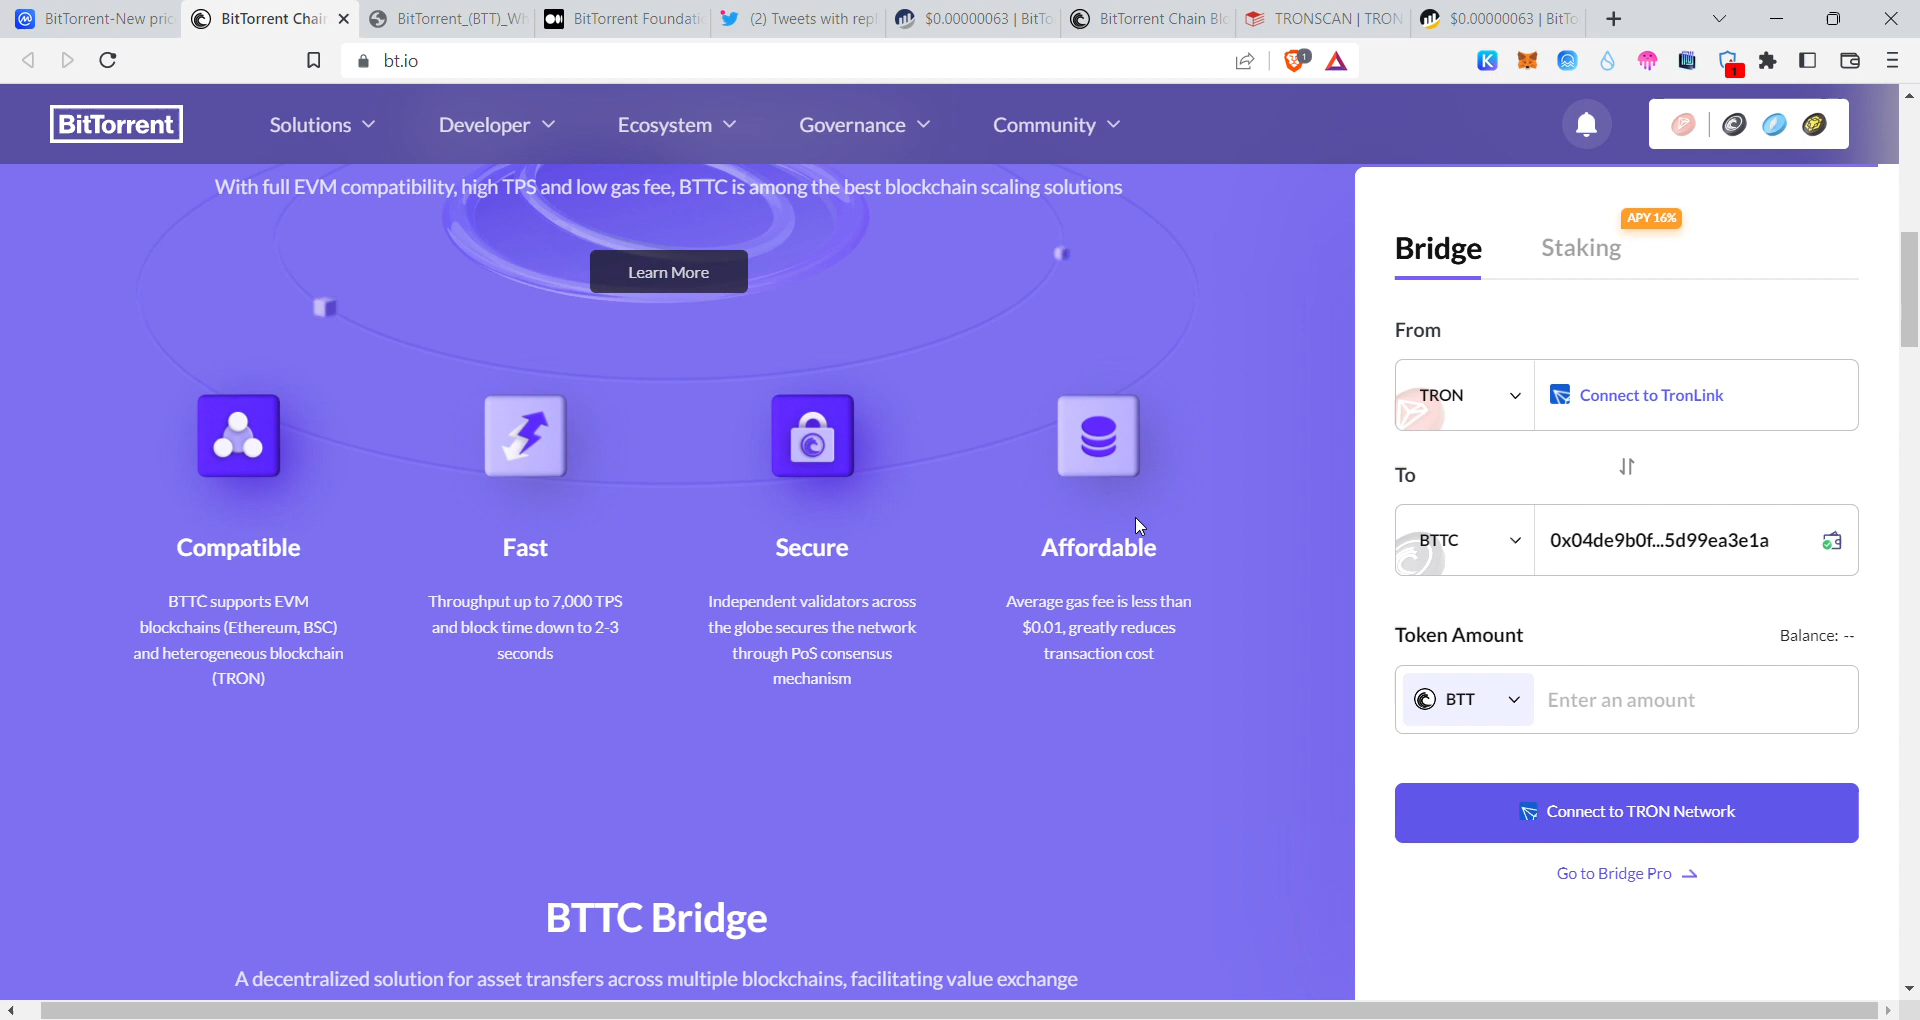 BitTorrent-New pric
BitTorrent Chai
BitTorrent_(BTT)_Wh
BitTorrent Foundati
(2) Tweets with repl
$0.00000063 | BitTo
BitTorrent Chain Blo
TRONSCAN | TRON
$0.00000063 | BitTo
bt.io
1
1
BitTorrent
Solutions
Developer
Ecosystem
Governance
Community
With full EVM compatibility, high TPS and low gas fee, BTTC is among the best blockchain scaling solutions
Learn More
Compatible
BTTC supports EVM
blockchains (Ethereum, BSC)
and heterogeneous blockchain
(TRON)
Fast
Throughput up to 7,000 TPS
and block time down to 2-3
seconds
Secure
Independent validators across
the globe secures the network
through PoS consensus
mechanism
Affordable
Average gas fee is less than
$0.01, greatly reduces
transaction cost
BTTC Bridge
A decentralized solution for asset transfers across multiple blockchains, facilitating value exchange
APY 16%
Bridge
Staking
From
TRON
Connect to TronLink
To
BTTC
0x04de9b0f...5d99ea3e1a
Token Amount
Balance: --
BTT
Enter an amount
Connect to TRON Network
Go to Bridge Pro